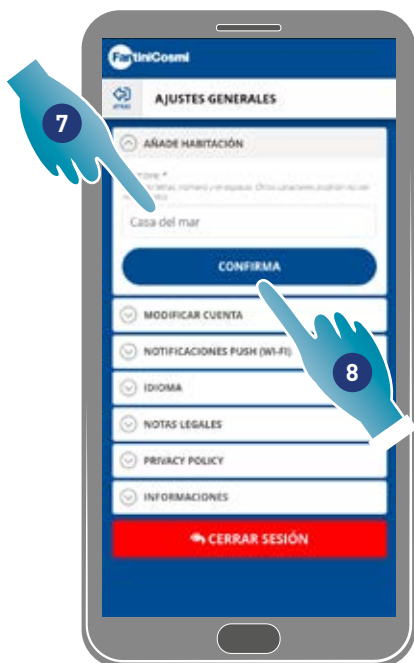 FantiniCosmi
ATRÁS
AJUSTES GENERALES
7
AÑADE HABITACIÓN
Casa del mar
CONFIRMA
MODIFICAR CUENTA
NOTIFICACIONES PUSH (WI-FI)
8
IDIOMA
NOTAS LEGALES
PRIVACY POLICY
INFORMACIONES
CERRAR SESIÓN